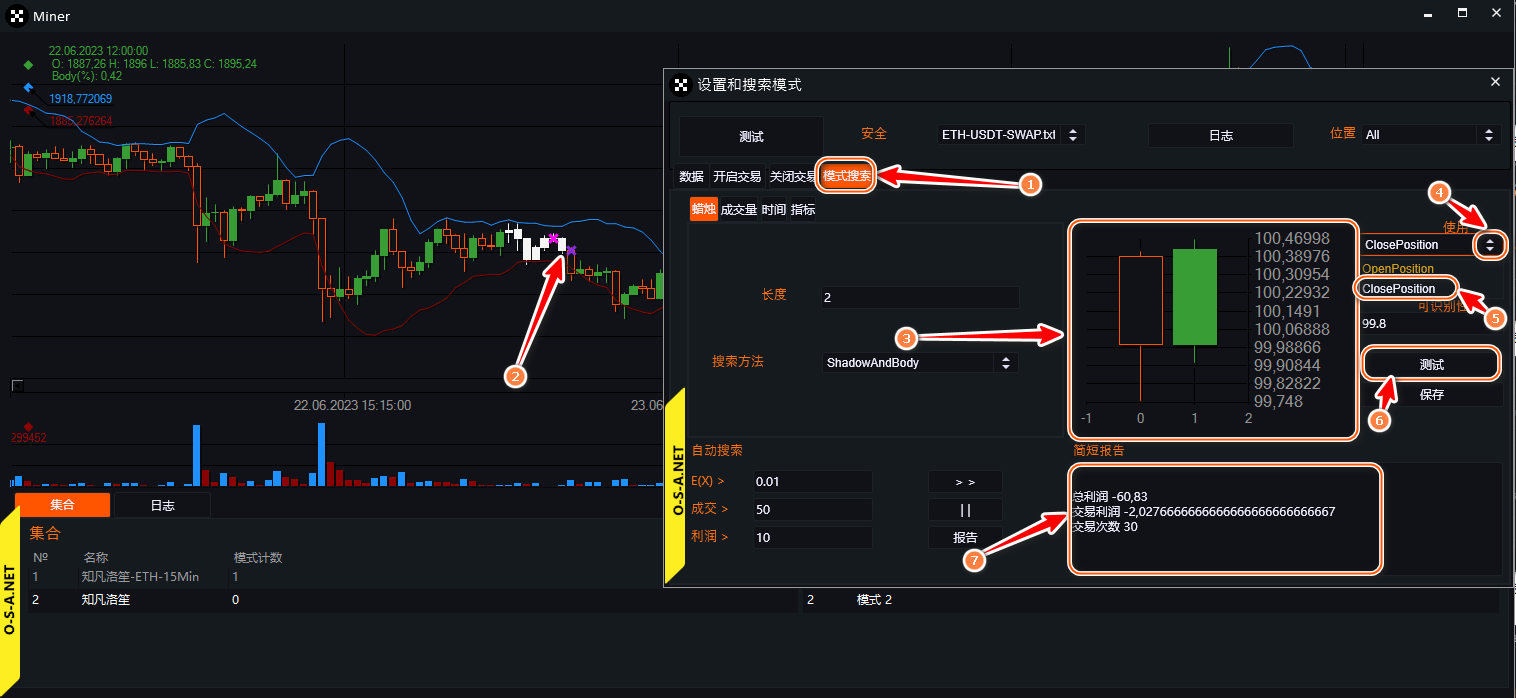 Miner
22.06.2023 12:00:00
O: 1887,26 H: 1896 L: 1885,83 C: 1895,24
Body(%): 0,42
1918,772069
1885,276264
22.06.2023 15:15:00
23.06
299452
集合
日志
集合
№
名称
模式计数
1
知凡洛笙-ETH-15Min
1
2
知凡洛笙
0
2
模式 2
O-S-A.NET
设置和搜索模式
测试
安全
ETH-USDT-SWAP.txt
日志
位置
All
数据
开启交易
关闭交易
模式搜索
1
蜡烛
成交量
时间
指标
长度
2
搜索方法
ShadowAndBody
2
3
100,46998
100,38976
100,30954
100,22932
100,1491
100,06888
99,98866
99,90844
99,82822
99,748
-1
0
1
2
4
使用
ClosePosition
OpenPosition
ClosePosition
5
99.8
测试
保存
6
自动搜索
E(X) >
0.01
> >
成交 >
50
| |
利润 >
10
报告
7
简短报告
总利润 -60,83
交易利润 -2,0276666666666666666666666667
交易次数 30
O-S-A.NET